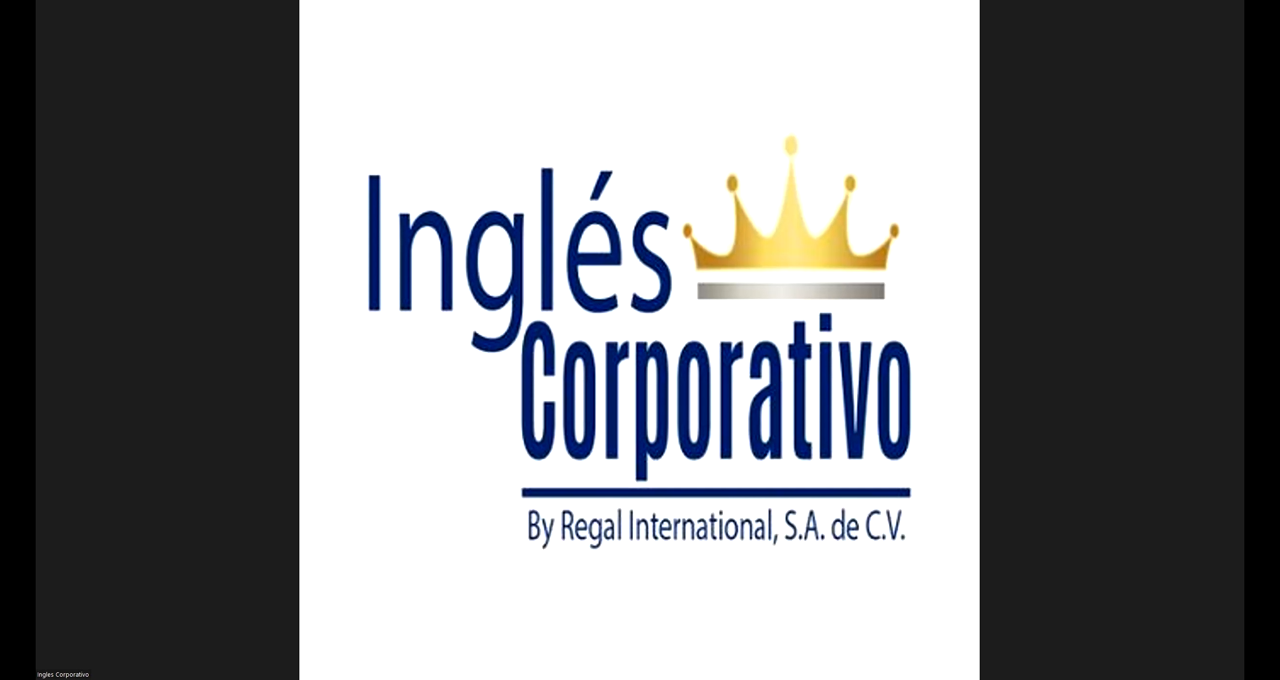 Inglés
Corporativo
By Regal International, S.A. de C.V.
Ingles Corporativo